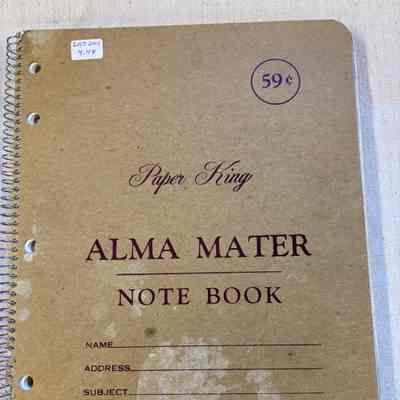 59¢
Paper King
ALMA MATER
NOTE BOOK
NAME
ADDRESS
SUBJECT